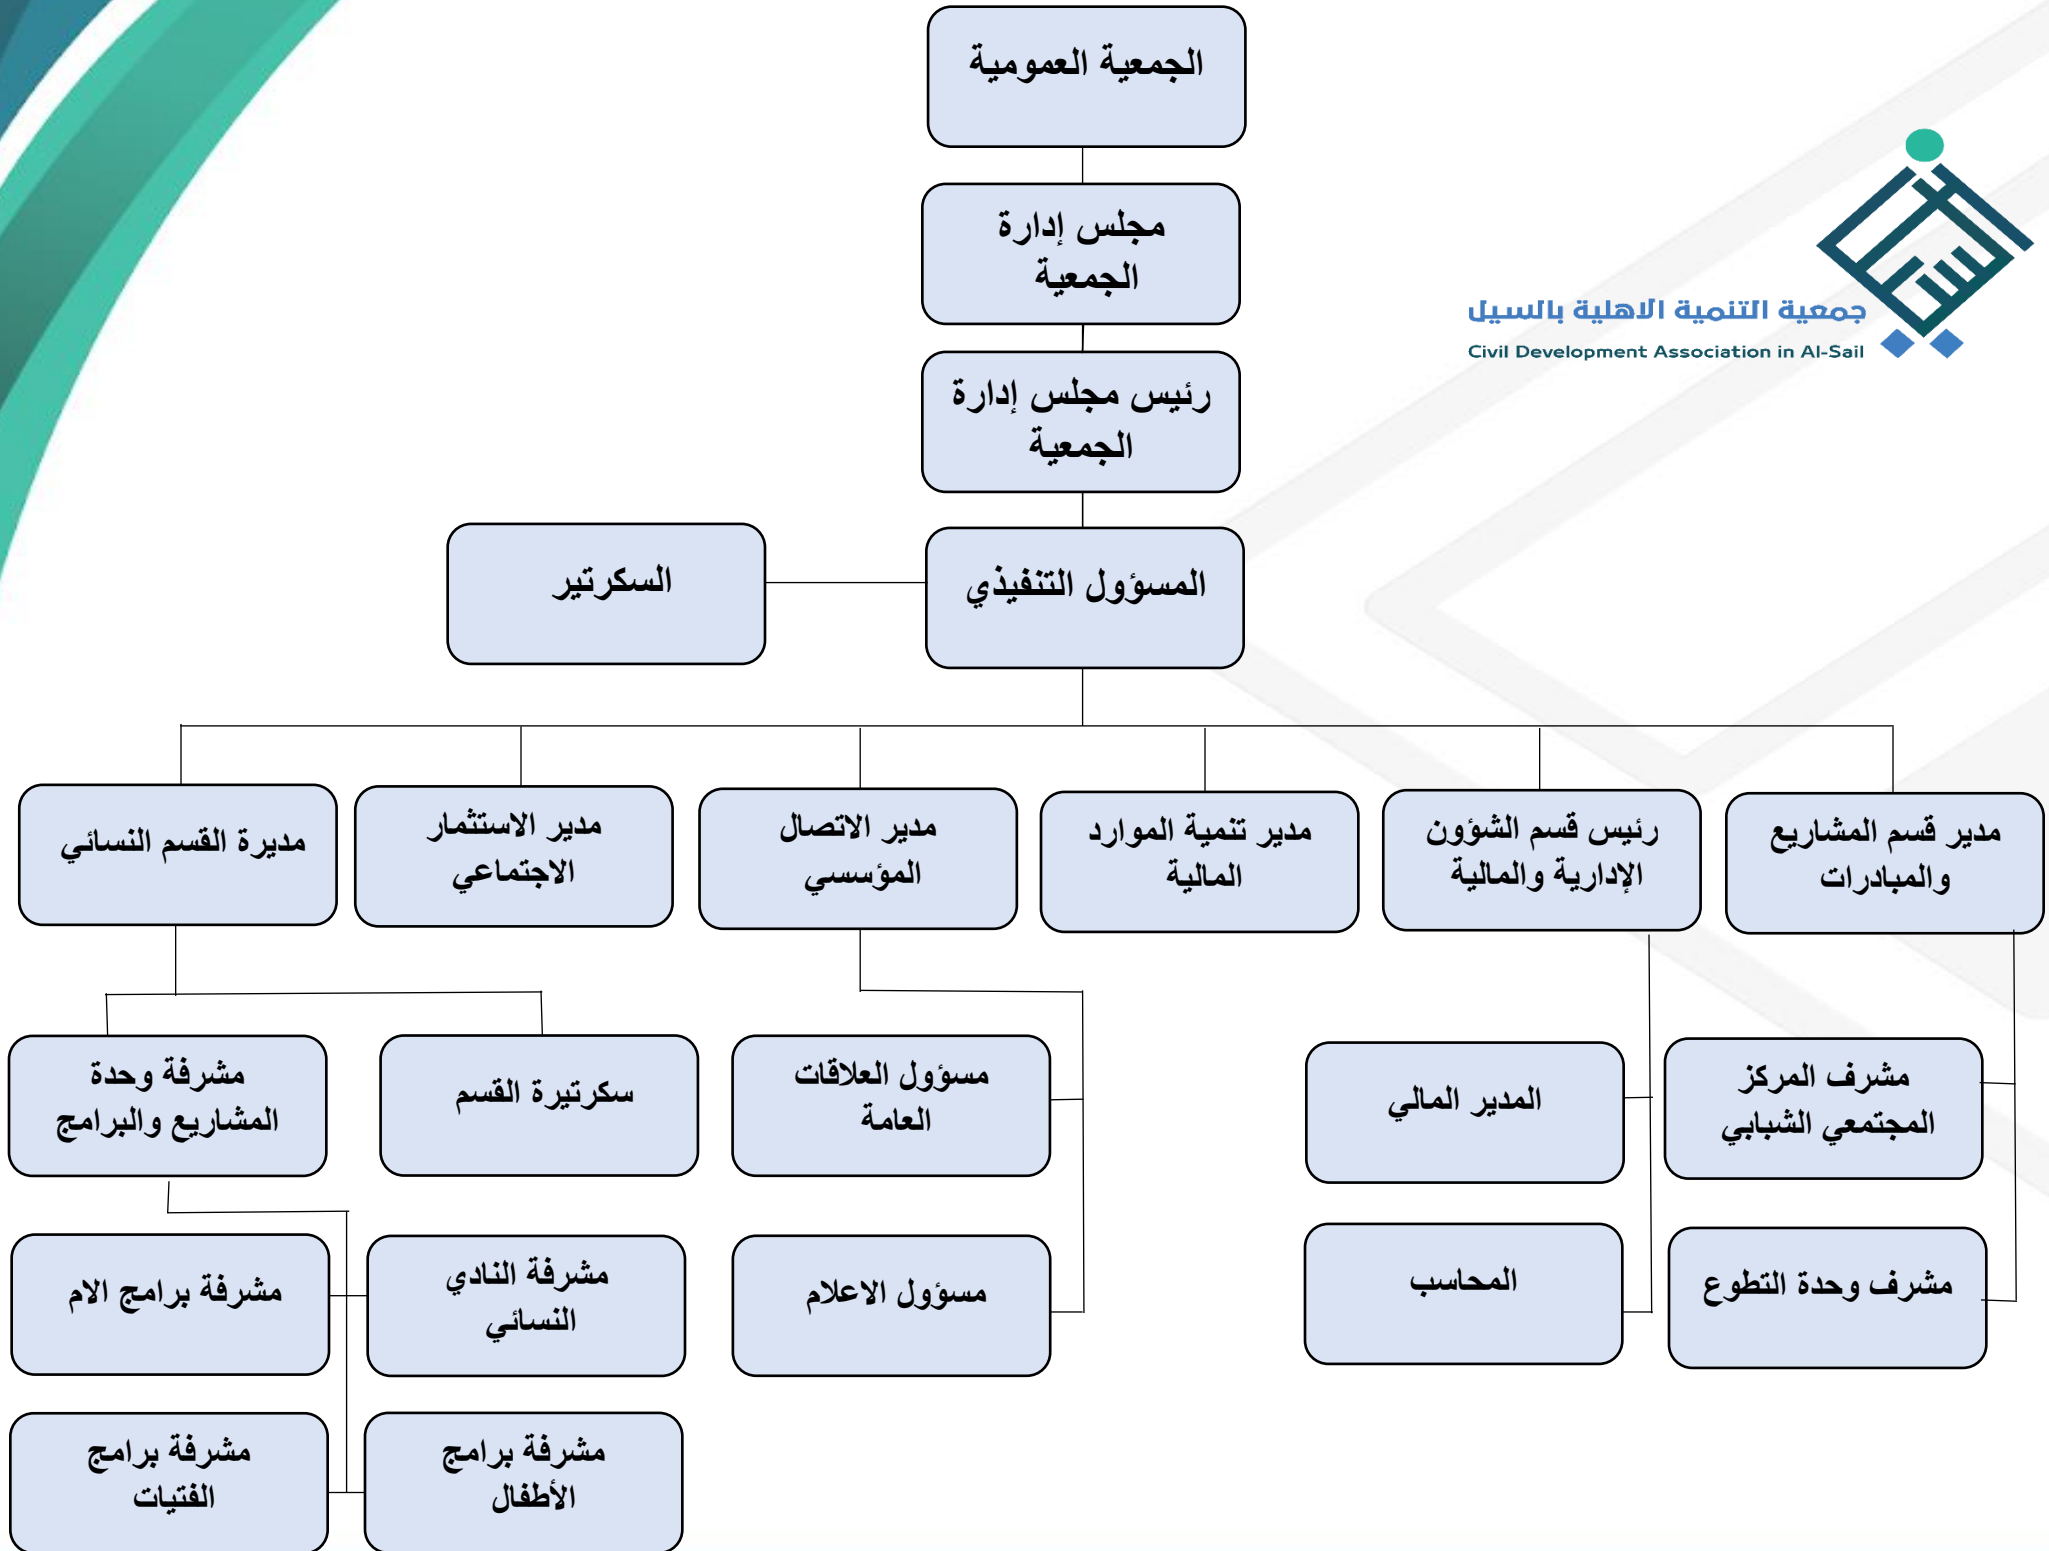 الجمعية العمومية
مجلس إدارة
الجمعية
جمعية التنمية الاهلية بالسيل
Civil Development Association in Al-Sail
رئيس مجلس إدارة
الجمعية
المسؤول التنفيذي
السكرتير
مدير قسم المشاريع
والمبادرات
رئيس قسم الشؤون
الإدارية والمالية
مدير تنمية الموارد
المالية
مدير الاتصال
المؤسسي
مدير الاستثمار
الاجتماعي
مديرة القسم النسائي
مشرف المركز
المجتمعي الشبابي
المدير المالي
مسؤول العلاقات
العامة
سكرتيرة القسم
مشرفة وحدة
المشاريع والبرامج
مشرف وحدة التطوع
المحاسب
مسؤول الاعلام
مشرفة النادي
النسائي
مشرفة برامج الام
مشرفة برامج
الأطفال
مشرفة برامج
الفتيات